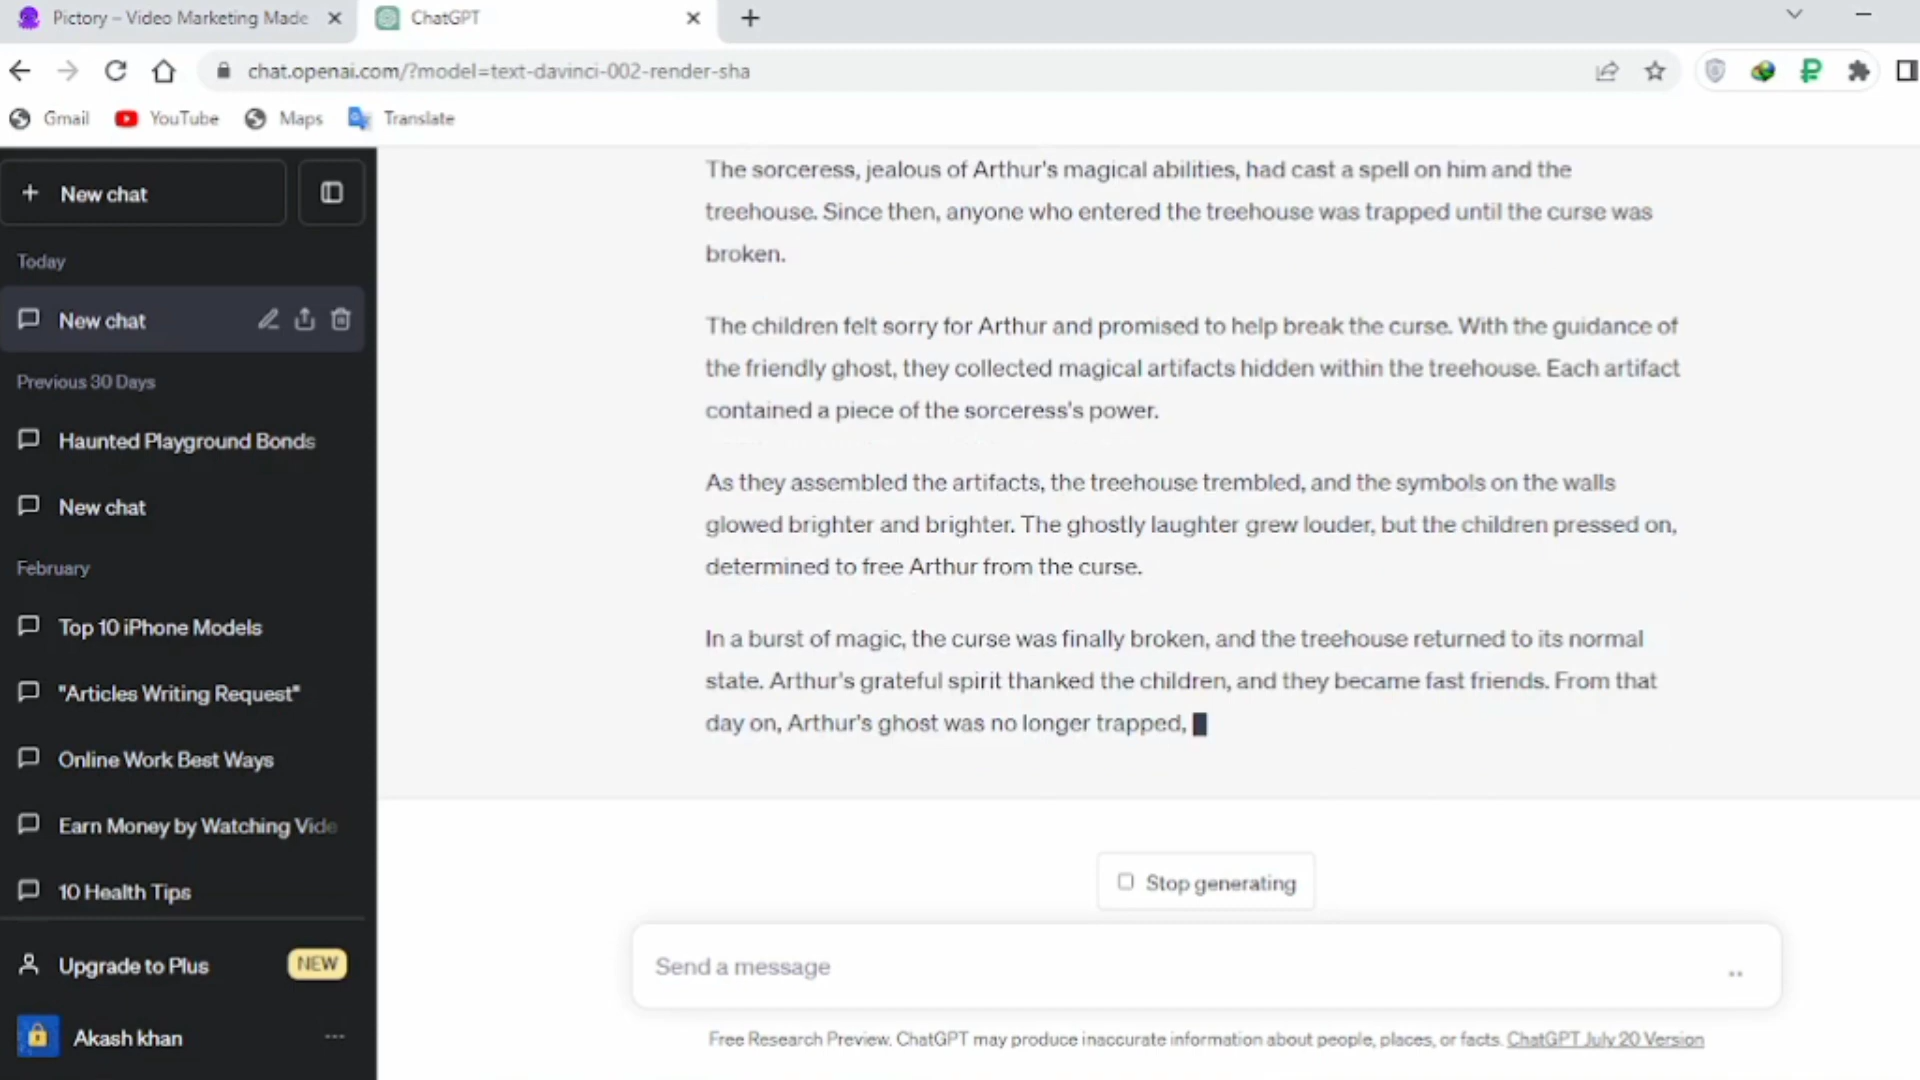 Pictory – Video Marketing Made
ChatGPT
chat.openai.com/?model=text-davinci-002-render-sha
Gmail
YouTube
Maps
Translate
New chat
Today
New chat
Previous 30 Days
Haunted Playground Bonds
New chat
February
Top 10 iPhone Models
"Articles Writing Request"
Online Work Best Ways
Earn Money by Watching Vide
10 Health Tips
Upgrade to Plus
NEW
Akash khan
The sorceress, jealous of Arthur's magical abilities, had cast a spell on him and the
treehouse. Since then, anyone who entered the treehouse was trapped until the curse was
broken.
The children felt sorry for Arthur and promised to help break the curse. With the guidance of
the friendly ghost, they collected magical artifacts hidden within the treehouse. Each artifact
contained a piece of the sorceress's power.
As they assembled the artifacts, the treehouse trembled, and the symbols on the walls
glowed brighter and brighter. The ghostly laughter grew louder, but the children pressed on,
determined to free Arthur from the curse.
In a burst of magic, the curse was finally broken, and the treehouse returned to its normal
state. Arthur's grateful spirit thanked the children, and they became fast friends. From that
day on, Arthur's ghost was no longer trapped,
Stop generating
Send a message
Free Research Preview. ChatGPT may produce inaccurate information about people, places, or facts. ChatGPT July 20 Version